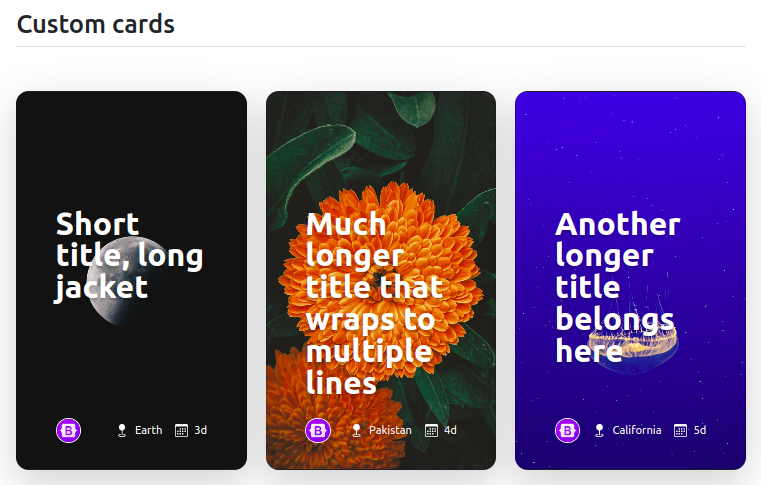 Custom cards
Short
title, long
jacket
B
Earth
3d
Much
longer
title that
wraps to
multiple
lines
B
Pakistan
4d
Another
longer
title
belongs
here
B
California
5d